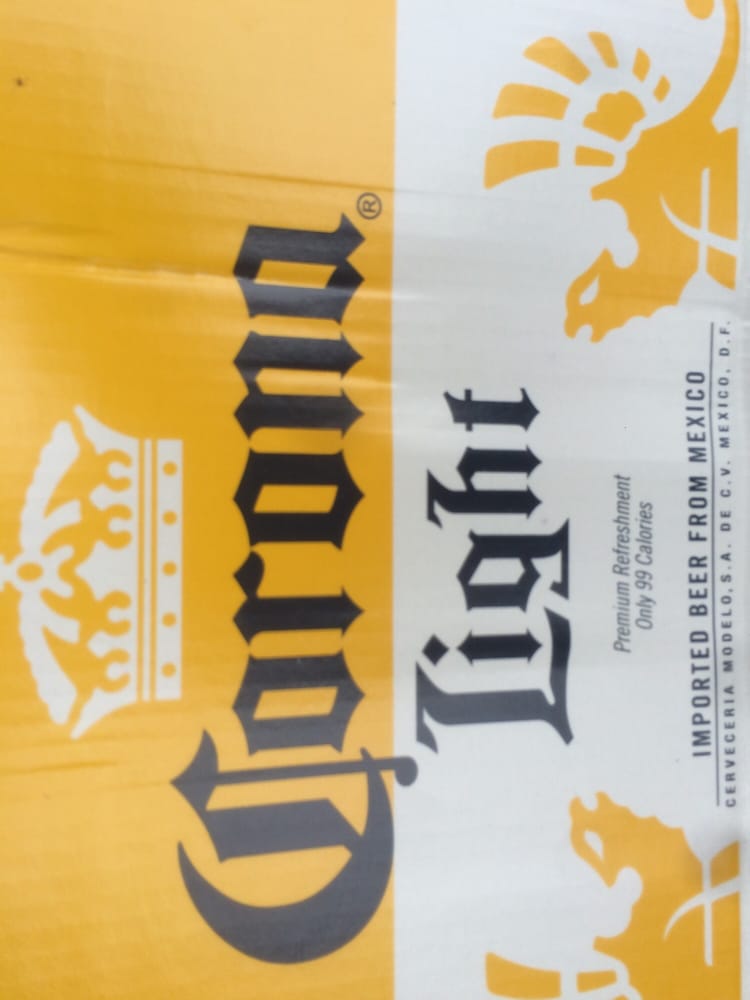 Corona®
Light
Premium Refreshment
Only 99 Calories
IMPORTED BEER FROM MEXICO
CERVECERIA MODELO, S.A. DE C.V. MEXICO, D.F.